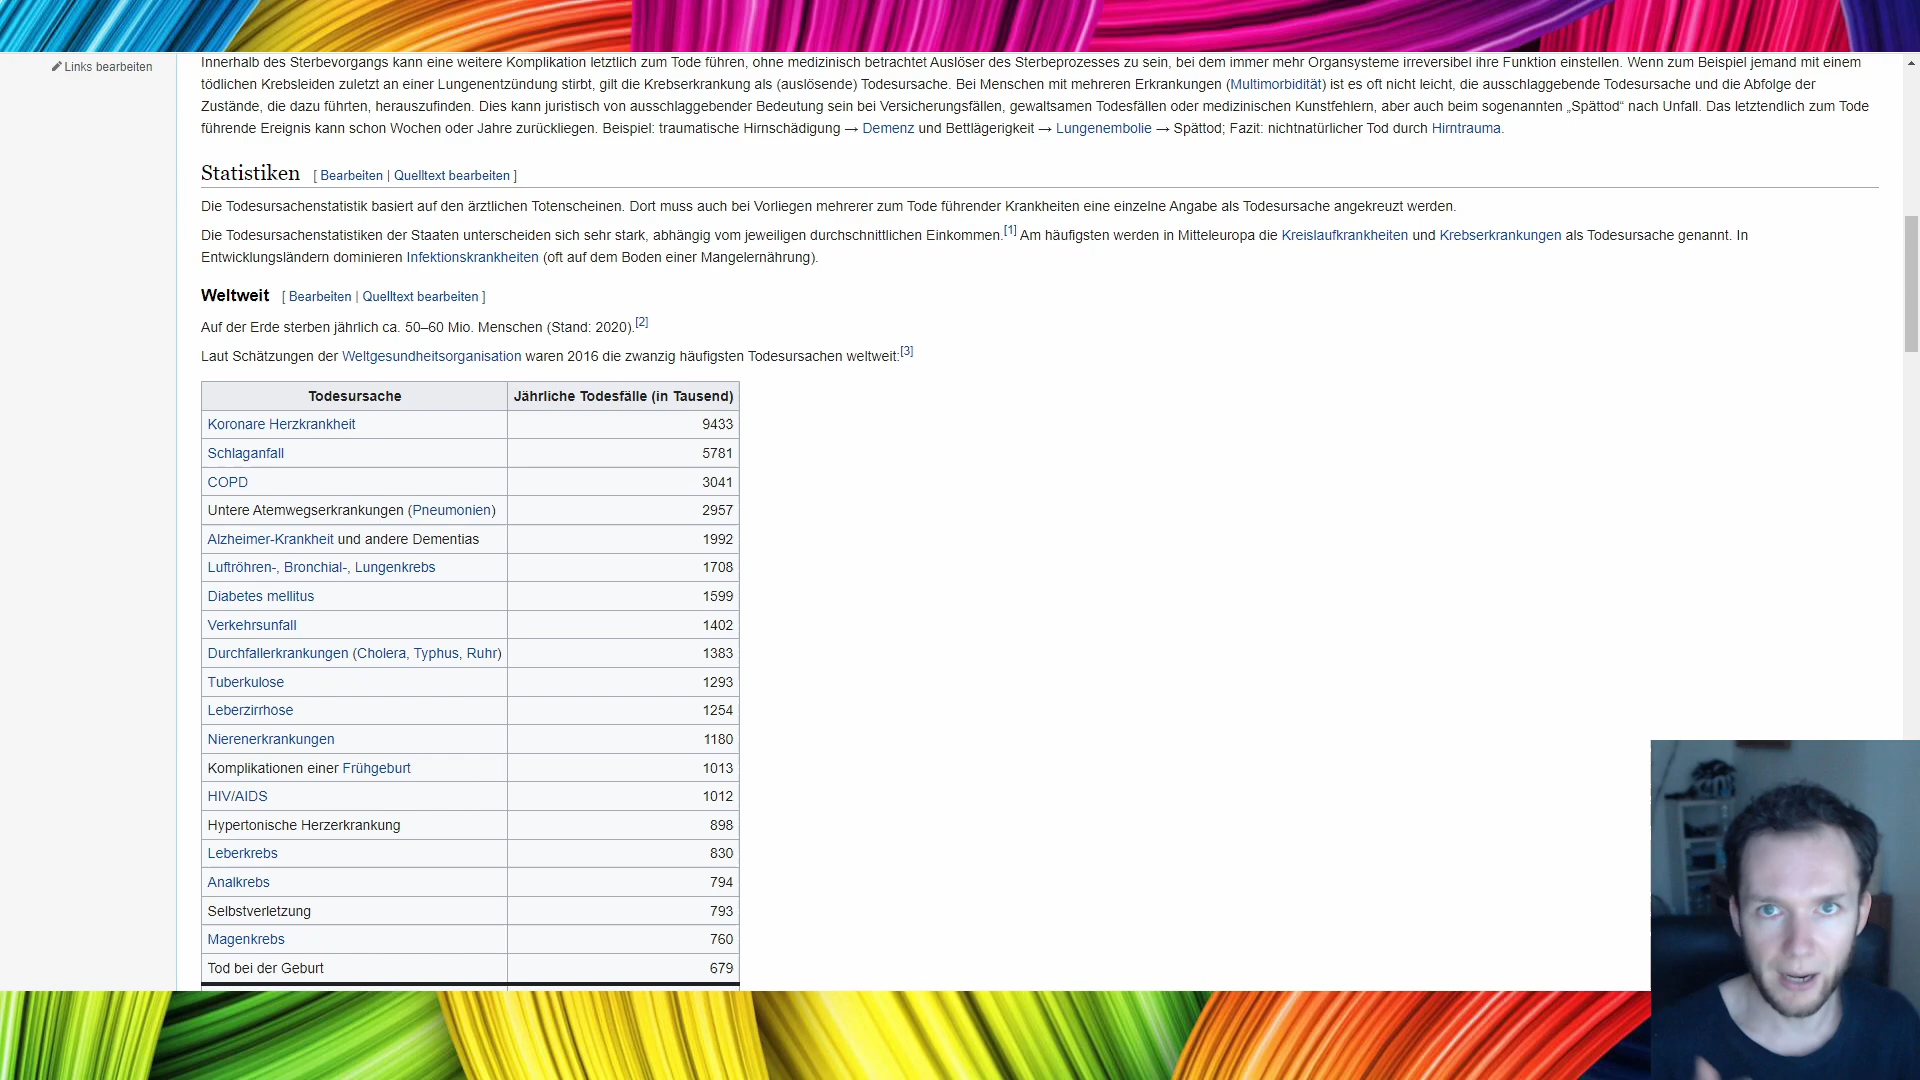 Links bearbeiten
Innerhalb des Sterbevorgangs kann eine weitere Komplikation letztlich zum Tode führen, ohne medizinisch betrachtet Auslöser des Sterbeprozesses zu sein, bei dem immer mehr Organsysteme irreversibel ihre Funktion einstellen. Wenn zum Beispiel jemand mit einem
tödlichen Krebsleiden zuletzt an einer Lungenentzündung stirbt, gilt die Krebserkrankung als (auslösende) Todesursache. Bei Menschen mit mehreren Erkrankungen (Multimorbidität) ist es oft nicht leicht, die ausschlaggebende Todesursache und die Abfolge der
Zustände, die dazu führten, herauszufinden. Dies kann juristisch von ausschlaggebender Bedeutung sein bei Versicherungsfällen, gewaltsamen Todesfällen oder medizinischen Kunstfehlern, aber auch beim sogenannten „Spättod“ nach Unfall. Das letztendlich zum Tode
führende Ereignis kann schon Wochen oder Jahre zurückliegen. Beispiel: traumatische Hirnschädigung → Demenz und Bettlägerigkeit → Lungenembolie → Spättod; Fazit: nichtnatürlicher Tod durch Hirntrauma.
Statistiken [ Bearbeiten | Quelltext bearbeiten ]
Die Todesursachenstatistik basiert auf den ärztlichen Totenscheinen. Dort muss auch bei Vorliegen mehrerer zum Tode führender Krankheiten eine einzelne Angabe als Todesursache angekreuzt werden.
Die Todesursachenstatistiken der Staaten unterscheiden sich sehr stark, abhängig vom jeweiligen durchschnittlichen Einkommen.[1] Am häufigsten werden in Mitteleuropa die Kreislaufkrankheiten und Krebserkrankungen als Todesursache genannt. In
Entwicklungsländern dominieren Infektionskrankheiten (oft auf dem Boden einer Mangelernährung).
Weltweit [ Bearbeiten | Quelltext bearbeiten ]
Auf der Erde sterben jährlich ca. 50–60 Mio. Menschen (Stand: 2020).[2]
Laut Schätzungen der Weltgesundheitsorganisation waren 2016 die zwanzig häufigsten Todesursachen weltweit:[3]
Todesursache Jährliche Todesfälle (in Tausend)
Koronare Herzkrankheit 9433
Schlaganfall 5781
COPD 3041
Untere Atemwegserkrankungen (Pneumonien) 2957
Alzheimer-Krankheit und andere Dementias 1992
Luftröhren-, Bronchial-, Lungenkrebs 1708
Diabetes mellitus 1599
Verkehrsunfall 1402
Durchfallerkrankungen (Cholera, Typhus, Ruhr) 1383
Tuberkulose 1293
Leberzirrhose 1254
Nierenerkrankungen 1180
Komplikationen einer Frühgeburt 1013
HIV/AIDS 1012
Hypertonische Herzerkrankung 898
Leberkrebs 830
Analkrebs 794
Selbstverletzung 793
Magenkrebs 760
Tod bei der Geburt 679